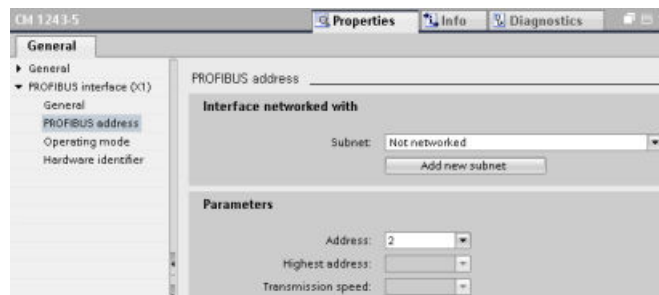 CM 1243-5
Properties
Info
Diagnostics
General
General
PROFIBUS interface (X1)
General
PROFIBUS address
Operating mode
Hardware identifier
PROFIBUS address
Interface networked with
Subnet: Not networked
Add new subnet
Parameters
Address: 2
Highest address:
Transmission speed: